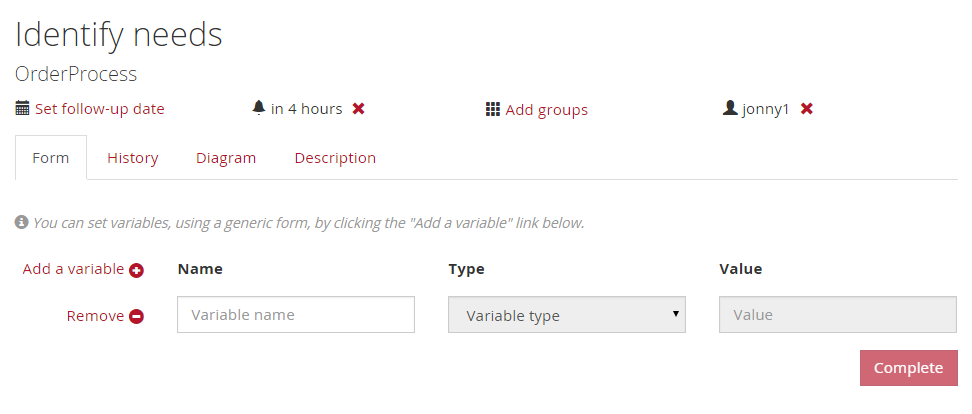 Identify needs
OrderProcess
Set follow-up date in 4 hours Add groups jonny1
Form History Diagram Description
You can set variables, using a generic form, by clicking the "Add a variable" link below.
Add a variable Name Type Value
Remove Variable name Variable type Value
Complete